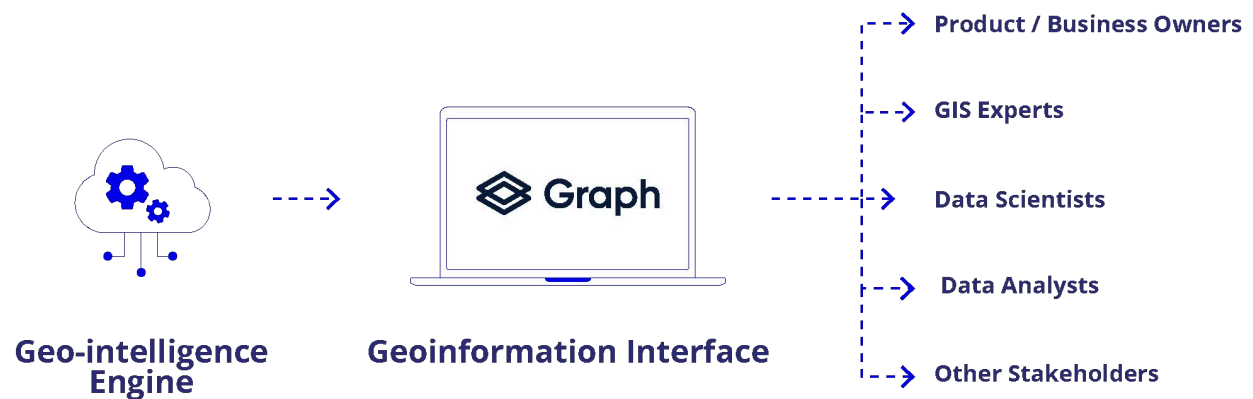 Product / Business Owners
GIS Experts
Graph
Data Scientists
Data Analysts
Geo-intelligence
Engine
Geoinformation Interface
Other Stakeholders